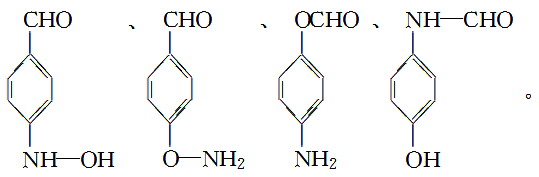 CHO 、 CHO 、 OCHO 、 NH—CHO
NH—OH O—NH₂ NH₂ OH 。